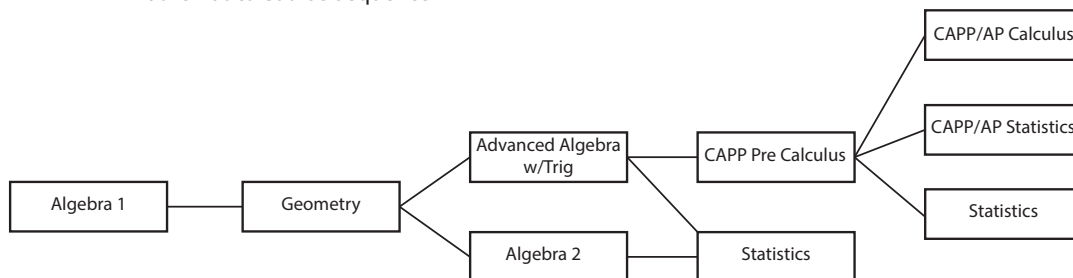 CAPP/AP Calculus
CAPP/AP Statistics
Advanced Algebra
w/Trig
CAPP Pre Calculus
Algebra 1
Geometry
Statistics
Algebra 2
Statistics